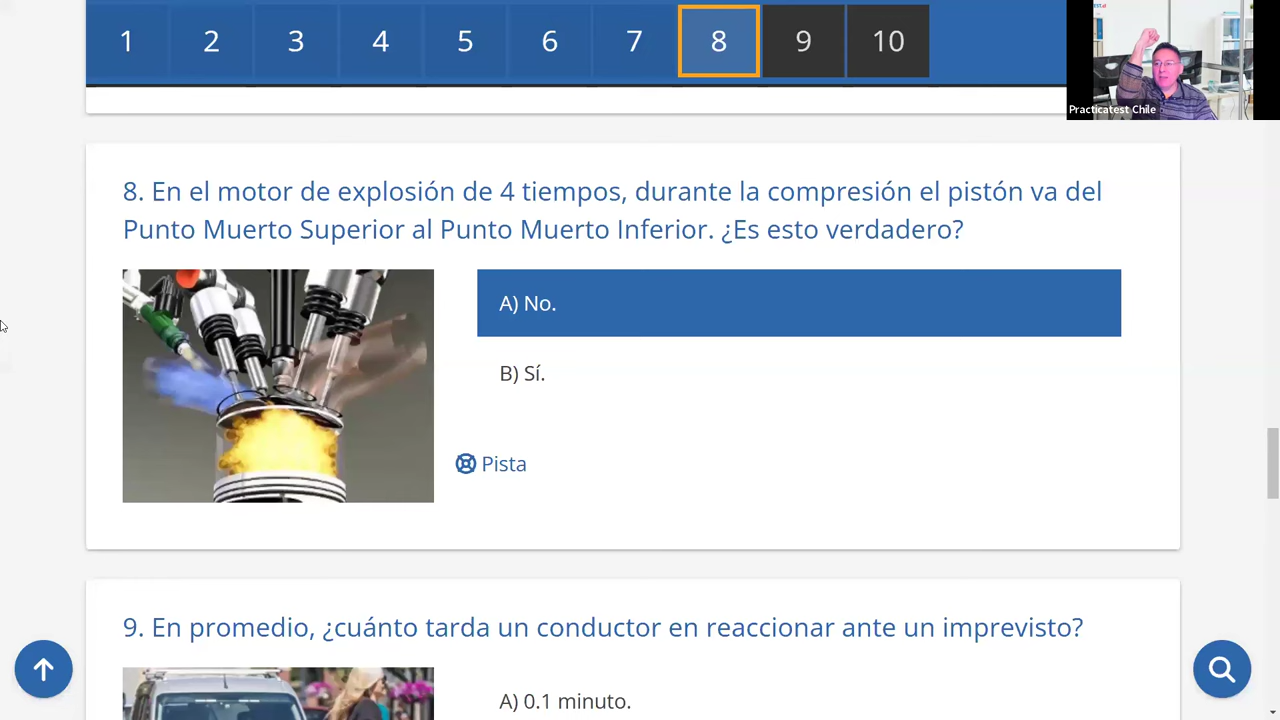 1 2 3 4 5 6 7 8 9 10
Practicatest Chile
8. En el motor de explosión de 4 tiempos, durante la compresión el pistón va del
Punto Muerto Superior al Punto Muerto Inferior. ¿Es esto verdadero?
A) No.
B) Sí.
Pista
9. En promedio, ¿cuánto tarda un conductor en reaccionar ante un imprevisto?
A) 0.1 minuto.